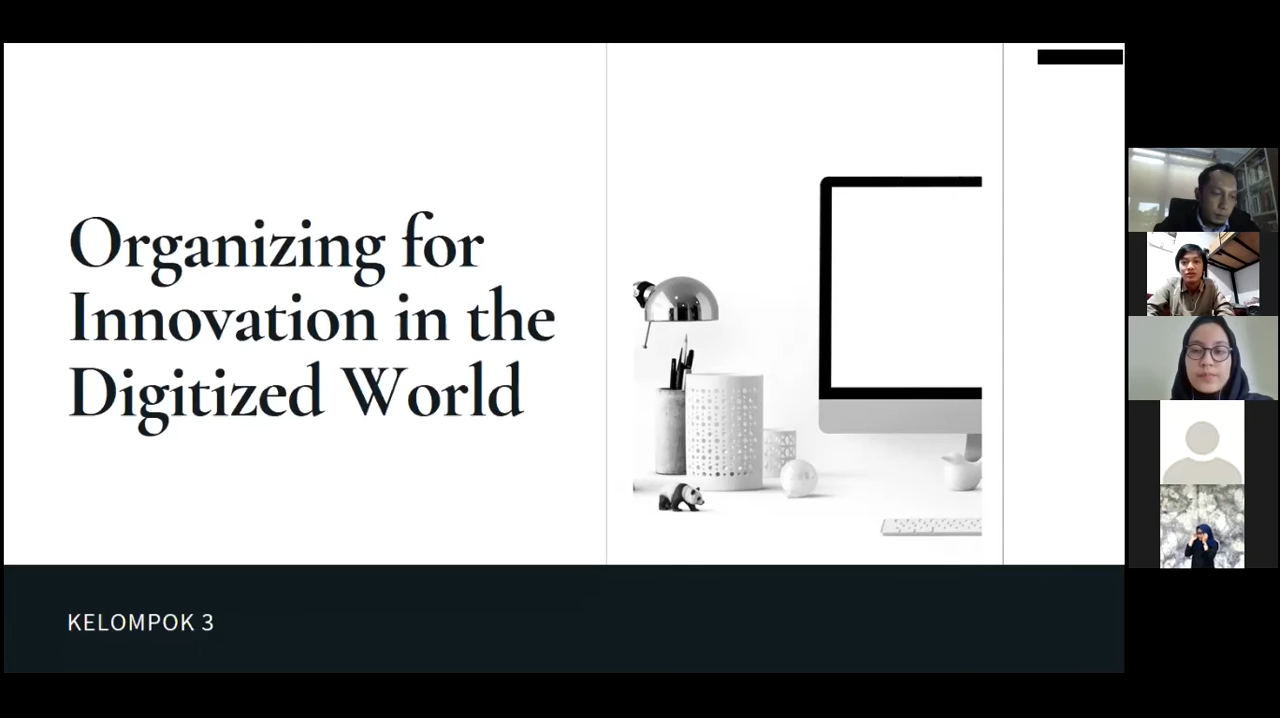 Organizing for
Innovation in the
Digitized World
KELOMPOK 3